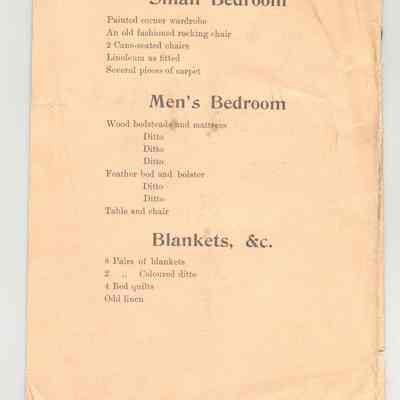 Small Bedroom
Painted corner wardrobe
An old fashioned rocking chair
2 Cane-seated chairs
Linoleum as fitted
Several pieces of carpet
Men's Bedroom
Wood bedsteads and mattress
Ditto
Ditto
Ditto
Feather bed and bolster
Ditto
Ditto
Table and chair
Blankets, &c.
8 Pairs of blankets
2 ,, Coloured ditto
4 Bed quilts
Odd linen